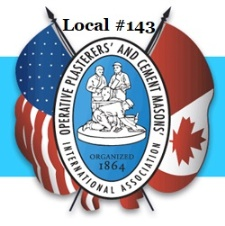 Local #143
OPERATIVE PLASTERERS' AND CEMENT MASONS'
INTERNATIONAL ASSOCIATION
ORGANIZED
1864